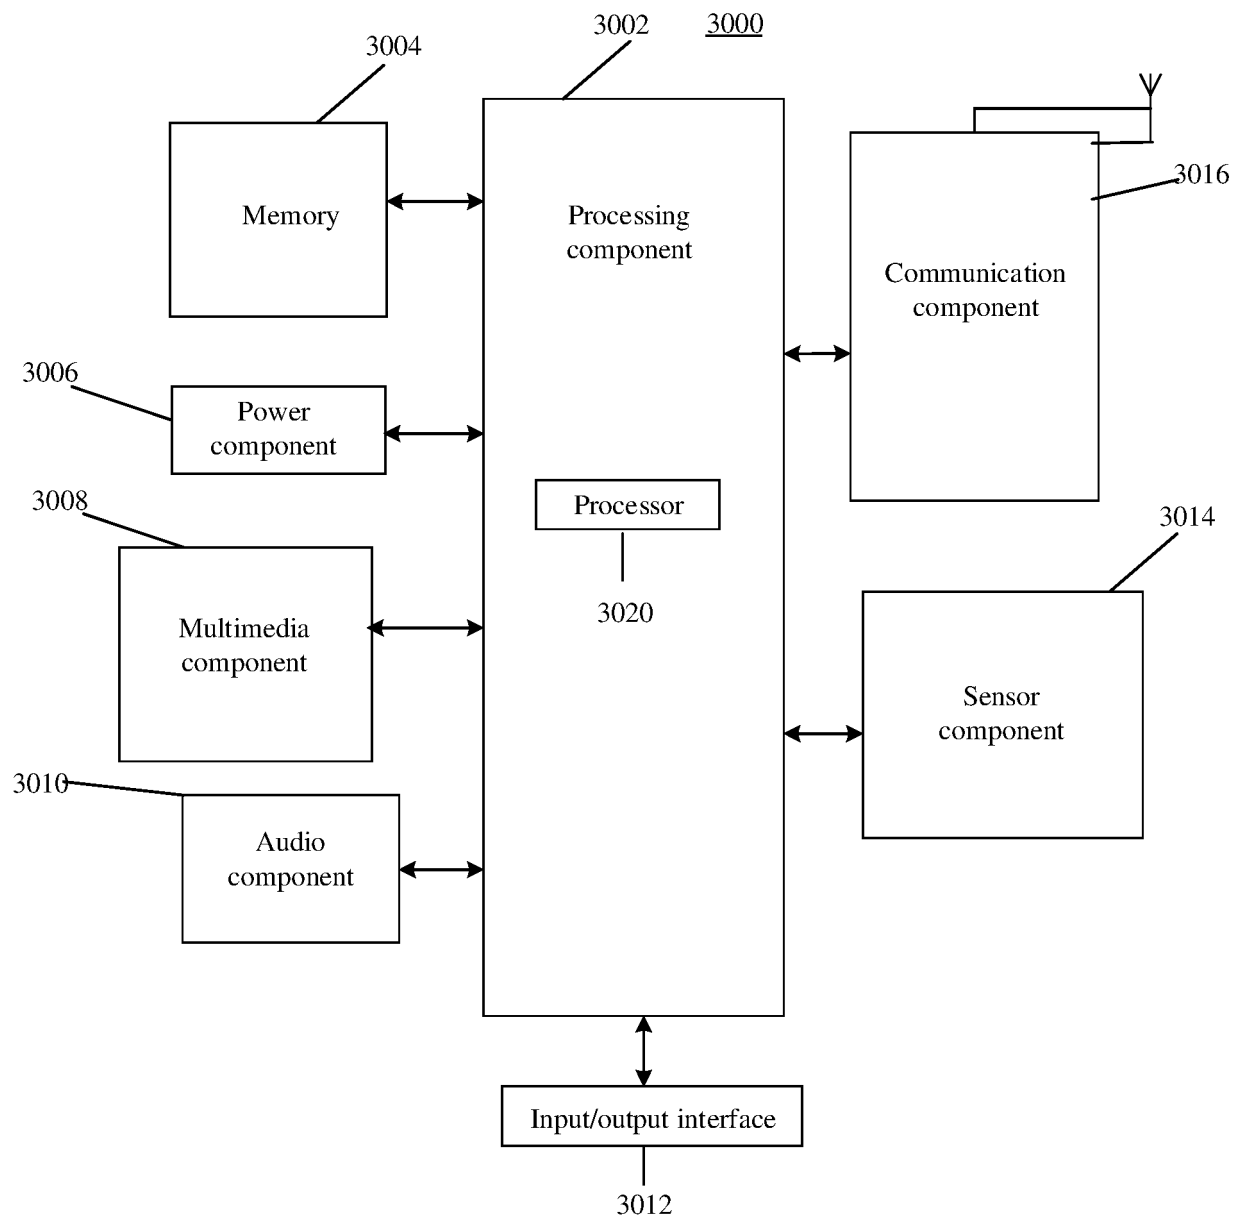 3002
3000
3004
Memory
Processing
component
3016
Communication
component
3006
Power
component
3008
Processor
3020
3014
Multimedia
component
Sensor
component
3010
Audio
component
Input/output interface
3012